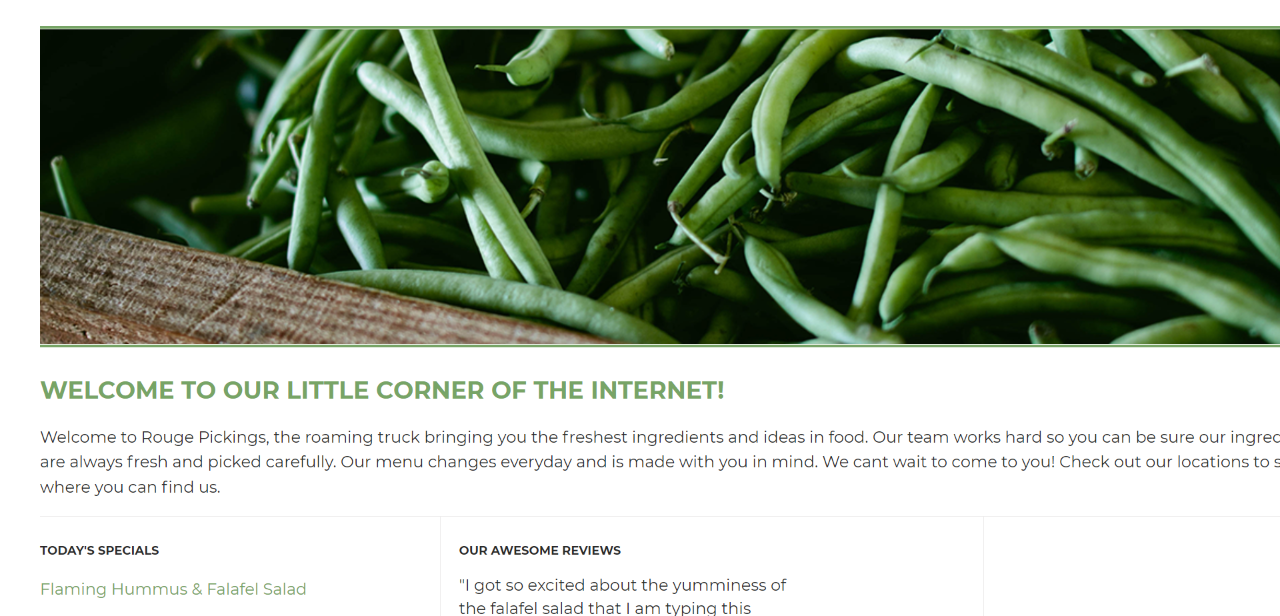 WELCOME TO OUR LITTLE CORNER OF THE INTERNET!
Welcome to Rouge Pickings, the roaming truck bringing you the freshest ingredients and ideas in food. Our team works hard so you can be sure our
are always fresh and picked carefully. Our menu changes everyday and is made with you in mind. We cant wait to come to you! Check out our locations to
where you can find us.
TODAY'S SPECIALS
Flaming Hummus & Falafel Salad
OUR AWESOME REVIEWS
"I got so excited about the yumminess of
the falafel salad that I am typing this